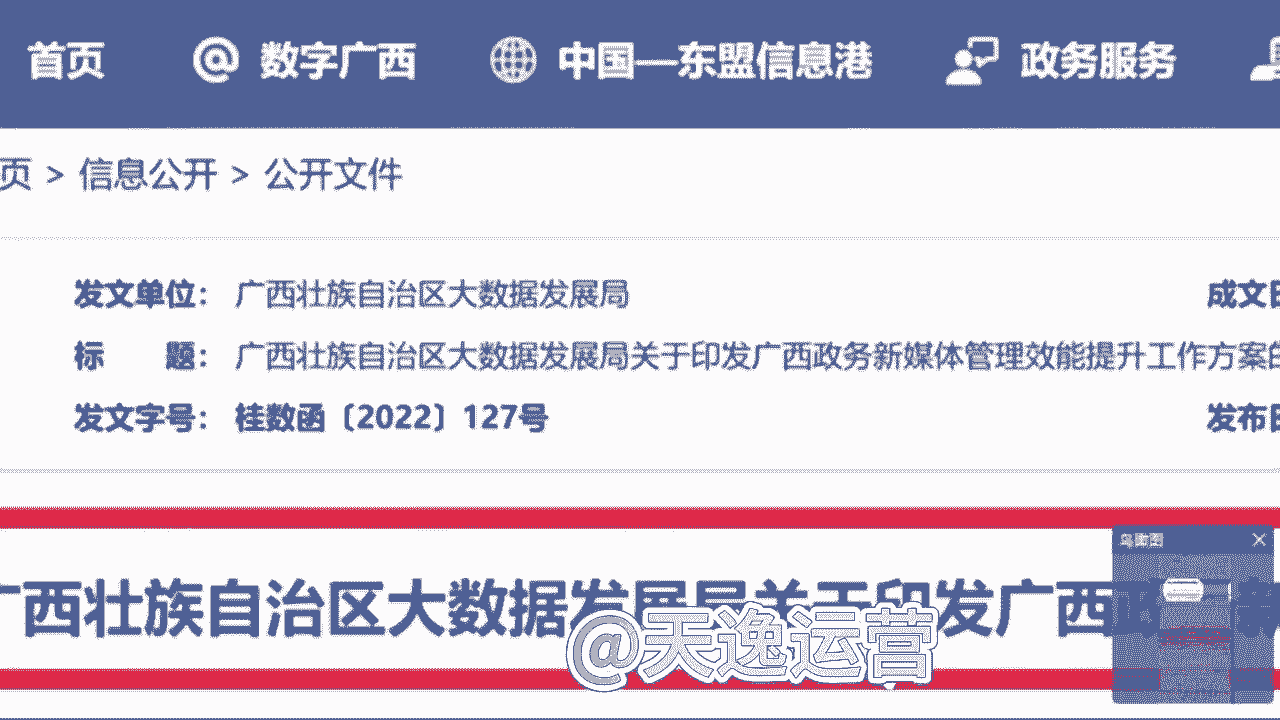 首页 数字广西 中国—东盟信息港 政务服务
页 > 信息公开 > 公开文件
发文单位： 广西壮族自治区大数据发展局 成文日
标 题： 广西壮族自治区大数据发展局关于印发广西政务新媒体管理效能提升工作方案的
发文字号： 桂数函〔2022〕127号 发布日
鸟瞰图
广西壮族自治区大数据发展局关于印发广西
@天逸运营